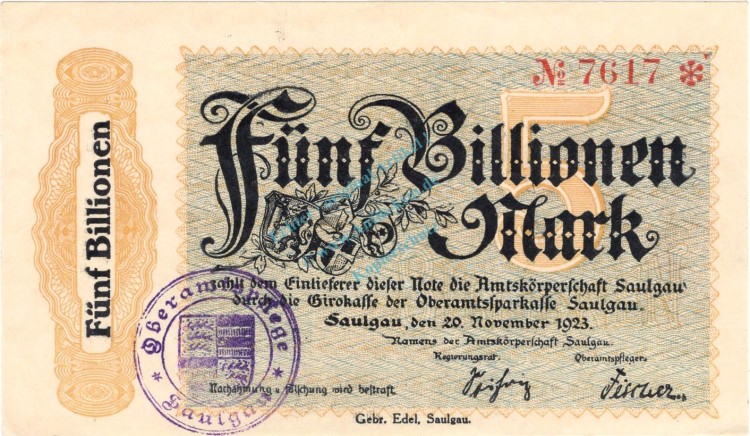 Fünf Billionen
№ 7617 *
5
Fünf Billionen
Mark
zahlt dem Einlieferer dieser Note die Amtskörperschaft Saulgau
durch die Girokasse der Oberamtssparkasse Saulgau.
Saulgau, den 20. November 1923.
Namens der Amtskörperschaft Saulgau.
Regierungsrat. Oberamtspfleger.
Fischer
Nachahmung u. Fälschung wird bestraft.
Oberamtspflege
* Saulgau *
Gebr. Edel, Saulgau.